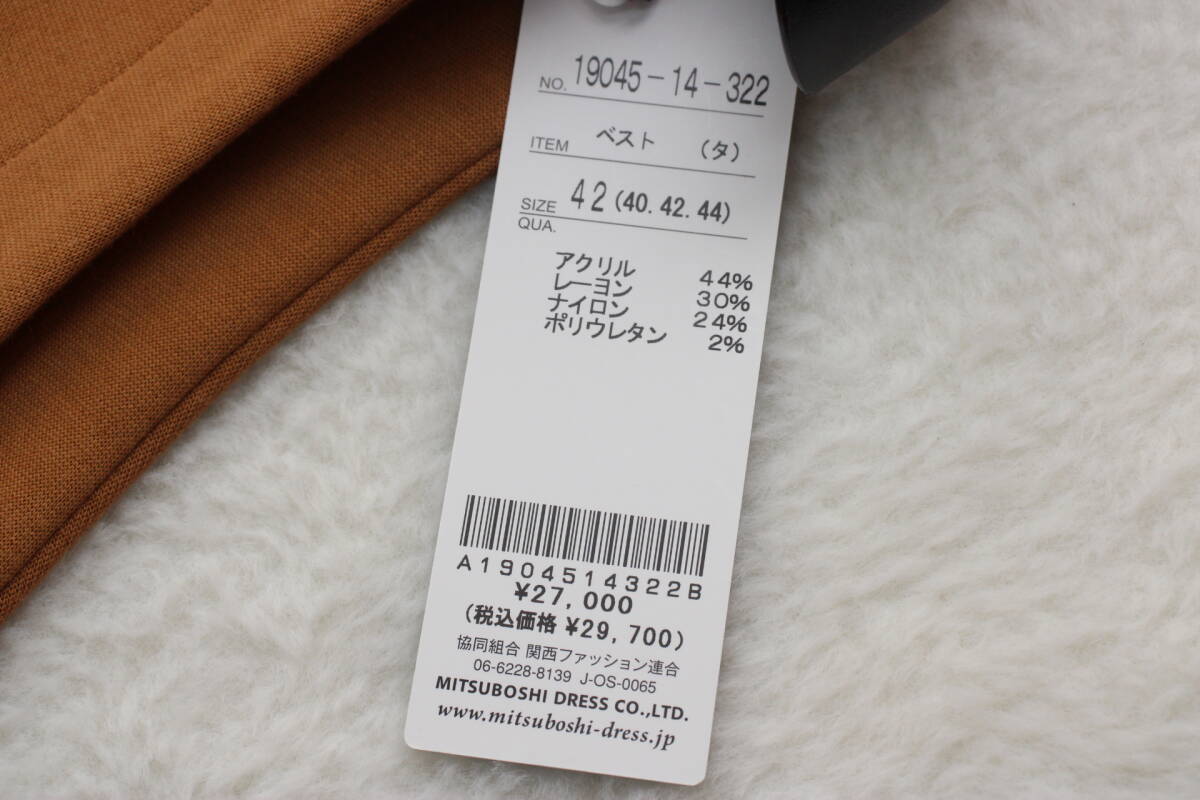 NO. 19045-14-322
ITEM ベスト (タ)
SIZE 42 (40. 42. 44)
QUA.
アクリル 44%
レーヨン 30%
ナイロン 24%
ポリウレタン 2%
A1904514322B
¥27,000
(税込価格 ¥29,700)
協同組合 関西ファッション連合
06-6228-8139 J-OS-0065
MITSUBOSHI DRESS CO.,LTD.
www.mitsuboshi-dress.jp